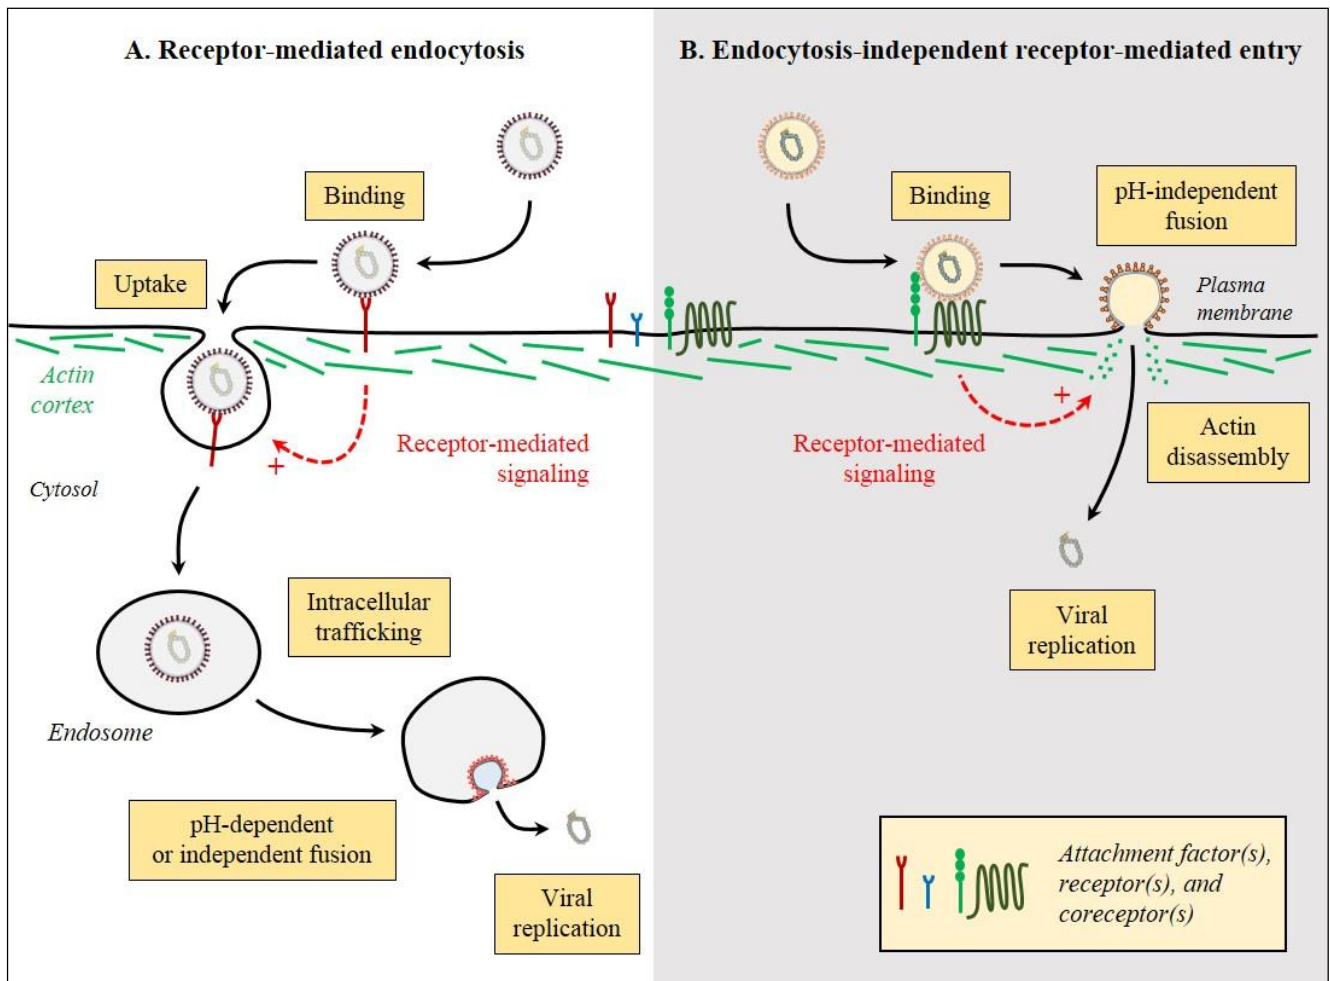 A. Receptor-mediated endocytosis
Binding
Uptake
Actin
cortex
+
Receptor-mediated
signaling
Cytosol
Intracellular
trafficking
Endosome
pH-dependent
or independent fusion
Viral
replication
B. Endocytosis-independent receptor-mediated entry
Binding
pH-independent
fusion
Plasma
membrane
+
Receptor-mediated
signaling
Actin
disassembly
Viral
replication
Attachment factor(s),
receptor(s), and
coreceptor(s)